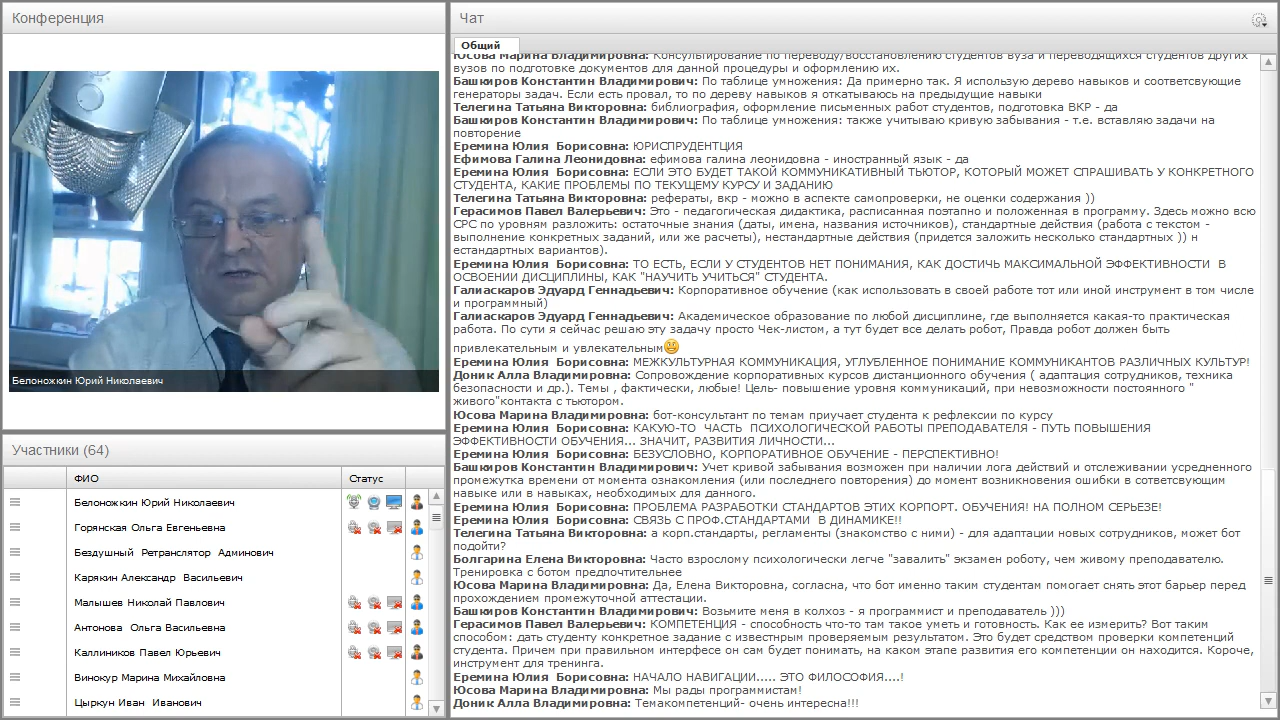 Конференция
Белоножкин Юрий Николаевич
Участники (64)
ФИО
Статус
Белоножкин Юрий Николаевич
Горянская Ольга Евгеньевна
Бездушный Ретранслятор Админович
Карякин Александр Васильевич
Малышев Николай Павлович
Антонова Ольга Васильевна
Каллиников Павел Юрьевич
Винокур Марина Михайловна
Цыркун Иван Иванович
Чат
Общий
Юсова Марина Владимировна: Консультирование по переводу/восстановлению студентов вуза и переводящихся студентов других
вузов по подготовке документов для данной процедуры и оформлению их.
Башкиров Константин Владимирович: По таблице умножения: Да примерно так. Я использую дерево навыков и соответсвующие
генераторы задач. Если есть провал, то по дереву навыков я откатываюсь на предыдущие навыки
Телегина Татьяна Викторовна: библиография, оформление письменных работ студентов, подготовка ВКР - да
Башкиров Константин Владимирович: По таблице умножения: также учитываю кривую забывания - т.е. вставляю задачи на
повторение
Еремина Юлия Борисовна: ЮРИСПРУДЕНТЦИЯ
Ефимова Галина Леонидовна: ефимова галина леонидовна - иностранный язык - да
Еремина Юлия Борисовна: ЕСЛИ ЭТО БУДЕТ ТАКОЙ КОММУНИКАТИВНЫЙ ТЬЮТОР, КОТОРЫЙ МОЖЕТ СПРАШИВАТЬ У КОНКРЕТНОГО
СТУДЕНТА, КАКИЕ ПРОБЛЕМЫ ПО ТЕКУЩЕМУ КУРСУ И ЗАДАНИЮ
Телегина Татьяна Викторовна: рефераты, вкр - можно в аспекте самопроверки, не оценки содержания ))
Герасимов Павел Валерьевич: Это - педагогическая дидактика, расписанная поэтапно и положенная в программу. Здесь можно всю
СРС по уровням разложить: остаточные знания (даты, имена, названия источников), стандартные действия (работа с текстом -
выполнение конкретных заданий, или же расчеты), нестандартные действия (придется заложить несколько стандартных )) н
естандартных вариантов).
Еремина Юлия Борисовна: ТО ЕСТЬ, ЕСЛИ У СТУДЕНТОВ НЕТ ПОНИМАНИЯ, КАК ДОСТИЧЬ МАКСИМАЛЬНОЙ ЭФФЕКТИВНОСТИ В
ОСВОЕНИИ ДИСЦИПЛИНЫ, КАК "НАУЧИТЬ УЧИТЬСЯ" СТУДЕНТА.
Галиаскаров Эдуард Геннадьевич: Корпоративное обучение (как использовать в своей работе тот или иной инструмент в том числе
и программный)
Галиаскаров Эдуард Геннадьевич: Академическое образование по любой дисциплине, где выполняется какая-то практическая
работа. По сути я сейчас решаю эту задачу просто Чек-листом, а тут будет все делать робот, Правда робот должен быть
привлекательным и увлекательным
Еремина Юлия Борисовна: МЕЖКУЛЬТУРНАЯ КОММУНИКАЦИЯ, УГЛУБЛЕННОЕ ПОНИМАНИЕ КОММУНИКАНТОВ РАЗЛИЧНЫХ КУЛЬТУР!
Доник Алла Владимировна: Сопровождение корпоративных курсов дистанционного обучения ( адаптация сотрудников, техника
безопасности и др.). Темы , фактически, любые! Цель- повышение уровня коммуникаций, при невозможности постоянного "
живого"контакта с тьютором.
Юсова Марина Владимировна: бот-консультант по темам приучает студента к рефлексии по курсу
Еремина Юлия Борисовна: КАКУЮ-ТО ЧАСТЬ ПСИХОЛОГИЧЕСКОЙ РАБОТЫ ПРЕПОДАВАТЕЛЯ - ПУТЬ ПОВЫШЕНИЯ
ЭФФЕКТИВНОСТИ ОБУЧЕНИЯ... ЗНАЧИТ, РАЗВИТИЯ ЛИЧНОСТИ...
Еремина Юлия Борисовна: БЕЗУСЛОВНО, КОРПОРАТИВНОЕ ОБУЧЕНИЕ - ПЕРСПЕКТИВНО!
Башкиров Константин Владимирович: Учет кривой забывания возможен при наличии лога действий и отслеживании усредненного
промежутка времени от момента ознакомления (или последнего повторения) до момент возникновения ошибки в сответсвующим
навыке или в навыках, необходимых для данного.
Еремина Юлия Борисовна: ПРОБЛЕМА РАЗРАБОТКИ СТАНДАРТОВ ЭТИХ КОРПОРТ. ОБУЧЕНИЯ! НА ПОЛНОМ СЕРЬЕЗЕ!
Еремина Юлия Борисовна: СВЯЗЬ С ПРОФ.СТАНДАРТАМИ В ДИНАМИКЕ!!
Телегина Татьяна Викторовна: а корп.стандарты, регламенты (знакомство с ними) - для адаптации новых сотрудников, может бот
подойти?
Болгарина Елена Викторовна: Часто взрослому психологически легче "завалить" экзамен роботу, чем живому преподавателю.
Тренировка с ботом предпочтительнее
Юсова Марина Владимировна: Да, Елена Викторовна, согласна, что бот именно таким студентам помогает снять этот барьер перед
прохождением промежуточной аттестации.
Башкиров Константин Владимирович: Возьмите меня в колхоз - я программист и преподаватель )))
Герасимов Павел Валерьевич: КОМПЕТЕНЦИЯ - способность что-то там такое уметь и готовность. Как ее измерить? Вот таким
способом: дать студенту конкретное задание с известрным проверяемым результатом. Это будет средством проверки компетенций
студента. Причем при правильном интерфесе он сам будет понимать, на каком этапе развития его компетенции он находится. Короче,
инструмент для тренинга.
Еремина Юлия Борисовна: НАЧАЛО НАВИГАЦИИ..... ЭТО ФИЛОСОФИЯ....!
Юсова Марина Владимировна: Мы рады программистам!
Доник Алла Владимировна: Темакомпетенций- очень интересна!!!